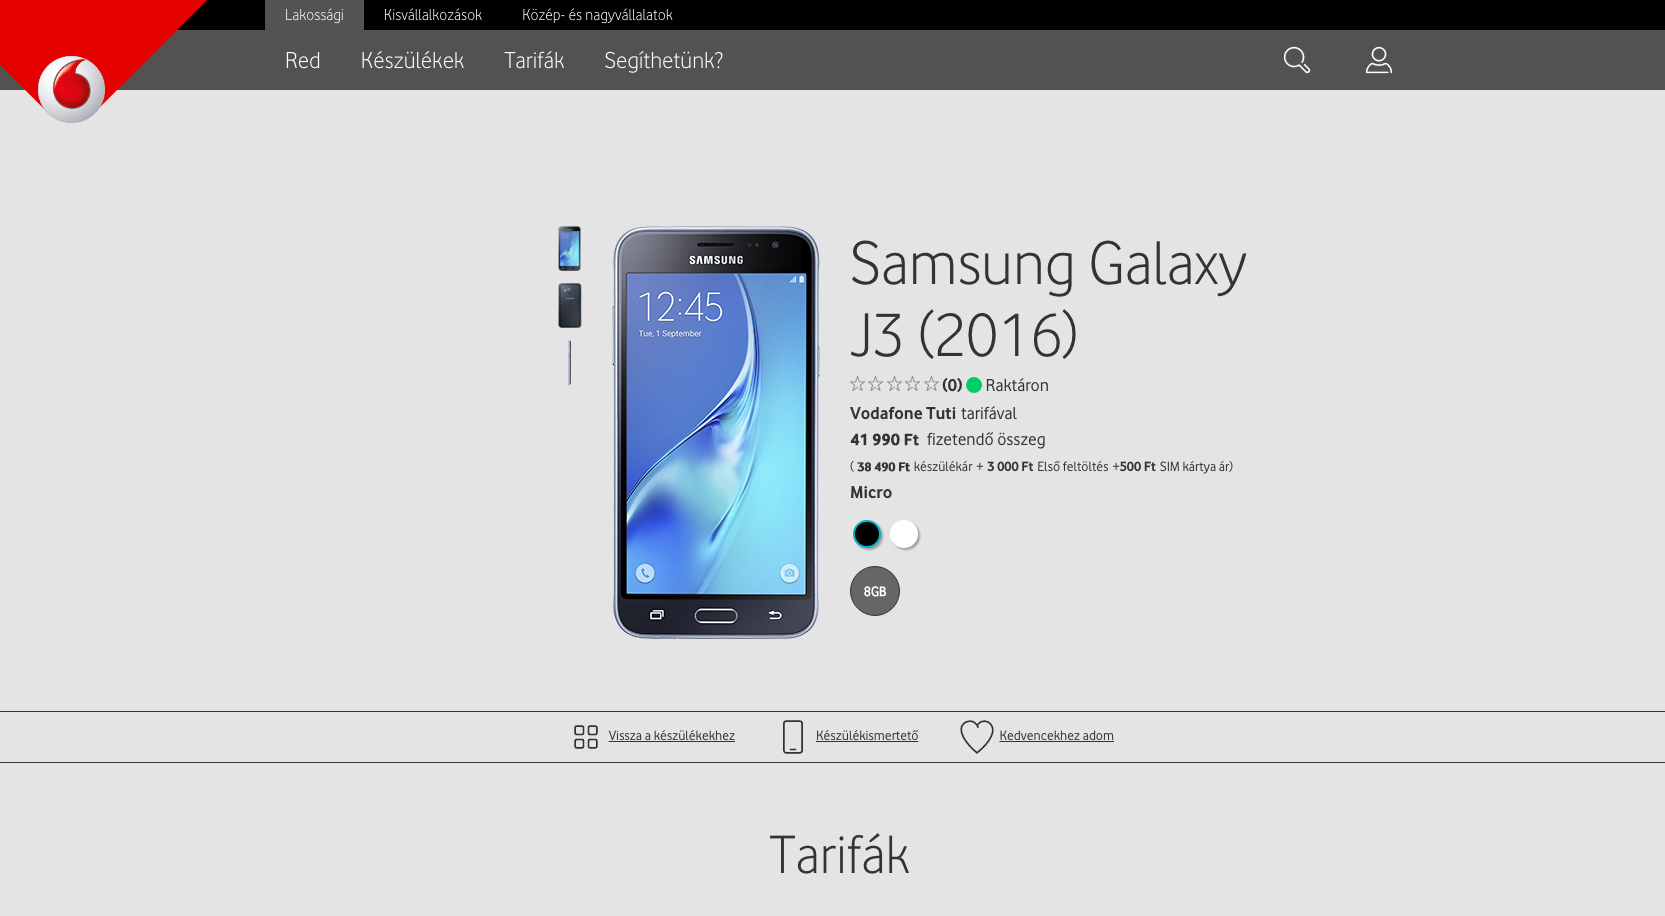 Lakossági Kisvállalkozások Közép- és nagyvállalatok
Red Készülékek Tarifák Segíthetünk?
SAMSUNG
12:45
Tue, 1 September
Samsung Galaxy
J3 (2016)
(0) Raktáron
Vodafone Tuti tarifával
41 990 Ft fizetendő összeg
( 38 490 Ft készülékár + 3 000 Ft Első feltöltés +500 Ft SIM kártya ár)
Micro
8GB
Vissza a készülékekhez Készülékismertető Kedvencekhez adom
Tarifák